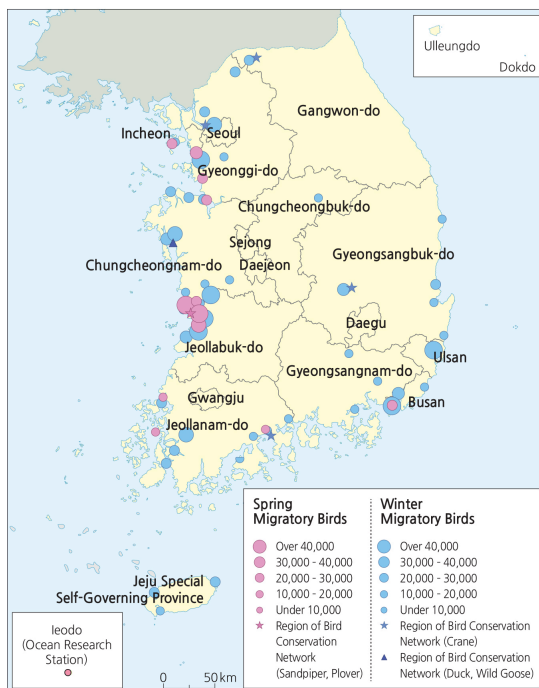 Ulleungdo
Dokdo
Gangwon-do
Incheon
Seoul
Gyeonggi-do
Chungcheongbuk-do
Sejong
Gyeongsangbuk-do
Chungcheongnam-do
Daejeon
Daegu
Jeollabuk-do
Ulsan
Gyeongsangnam-do
Gwangju
Busan
Jeollanam-do
Jeju Special
Self-Governing Province
Ieodo
(Ocean Research
Station)
0 50 km
Spring
Migratory Birds
Over 40,000
30,000 - 40,000
20,000 - 30,000
10,000 - 20,000
Under 10,000
Region of Bird
Conservation
Network
(Sandpiper, Plover)
Winter
Migratory Birds
Over 40,000
30,000 - 40,000
20,000 - 30,000
10,000 - 20,000
Under 10,000
Region of Bird Conservation
Network (Crane)
Region of Bird Conservation
Network (Duck, Wild Goose)